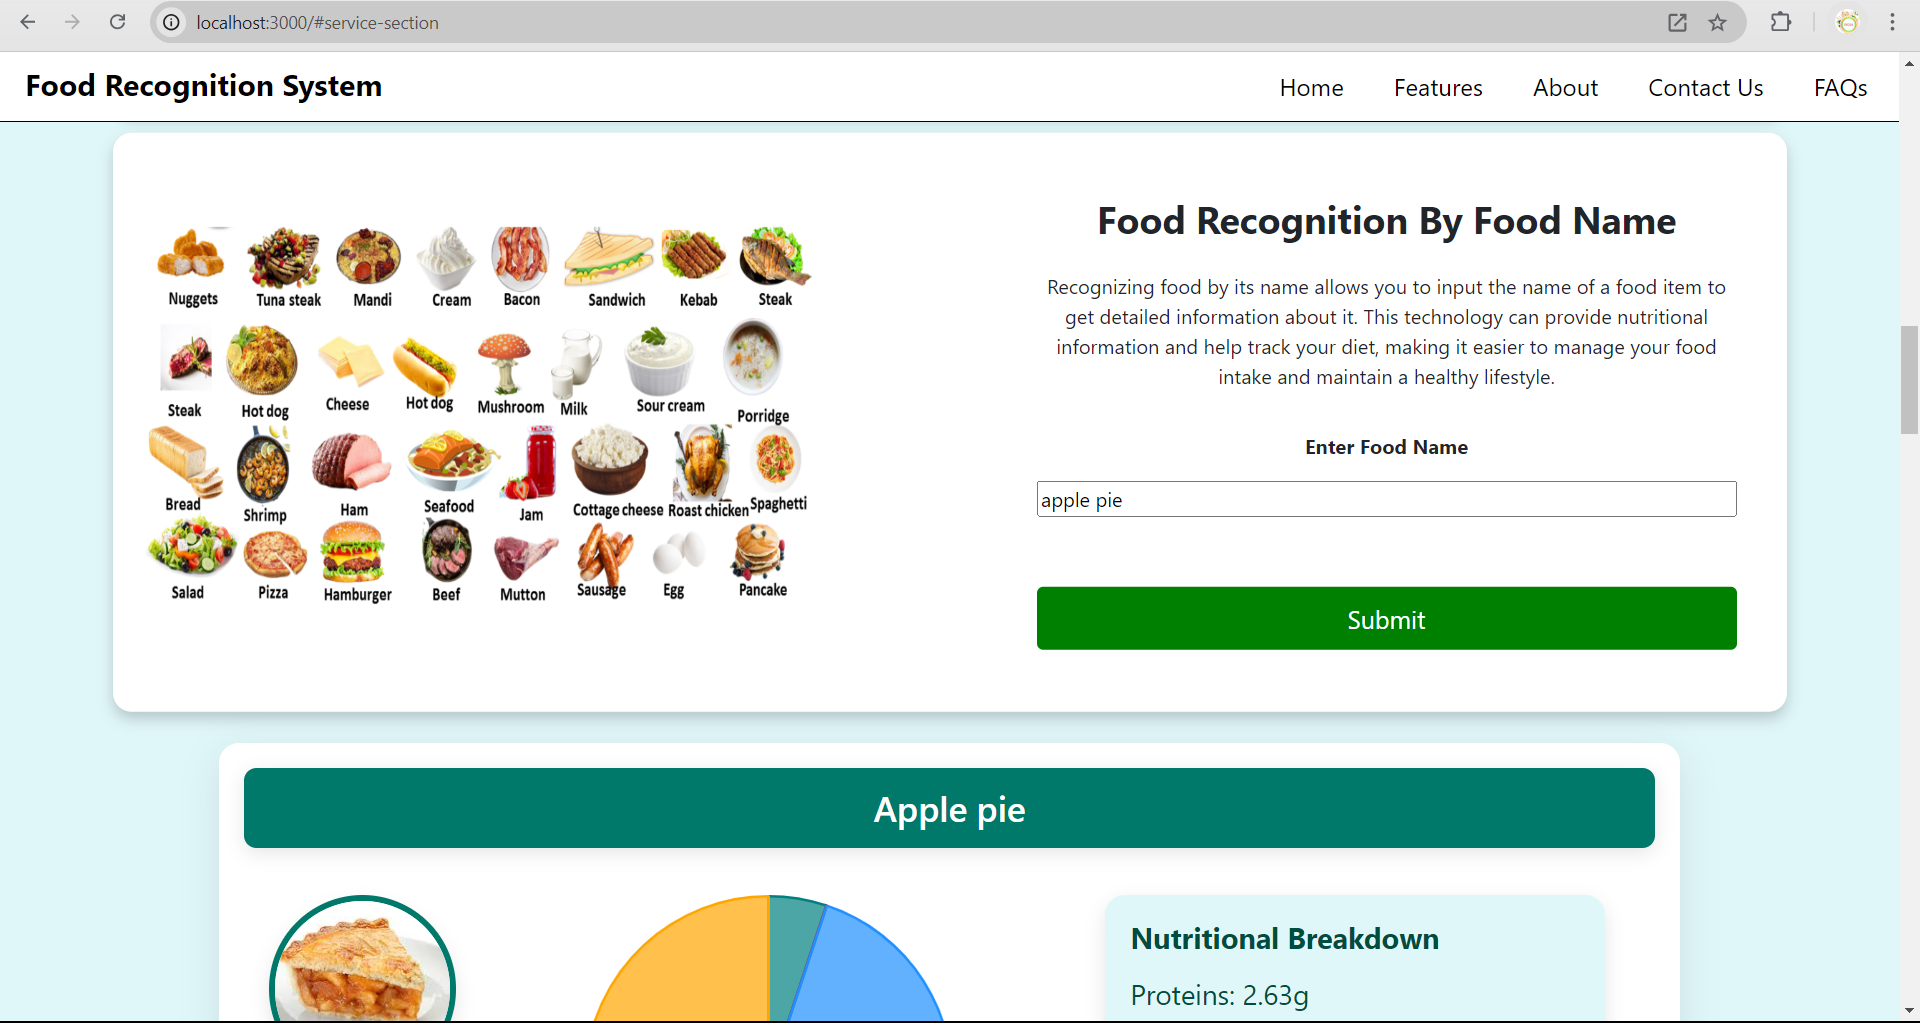 localhost:3000/#service-section
Food Recognition System
Home Features About Contact Us FAQs
Nuggets Tuna steak Mandi Cream Bacon Sandwich Kebab Steak
Steak Hot dog Cheese Hot dog Mushroom Milk Sour cream Porridge
Bread Shrimp Ham Seafood Jam Cottage cheese Roast chicken Spaghetti
Salad Pizza Hamburger Beef Mutton Sausage Egg Pancake
Food Recognition By Food Name
Recognizing food by its name allows you to input the name of a food item to
get detailed information about it. This technology can provide nutritional
information and help track your diet, making it easier to manage your food
intake and maintain a healthy lifestyle.
Enter Food Name
apple pie
Submit
Apple pie
Nutritional Breakdown
Proteins: 2.63g